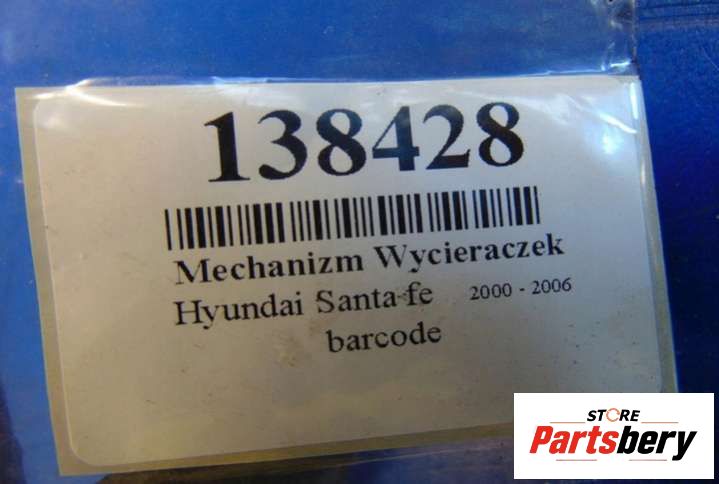 138428
Mechanizm Wycieraczek
Hyundai Santa-fe 2000 - 2006
barcode
STORE
Partsbery